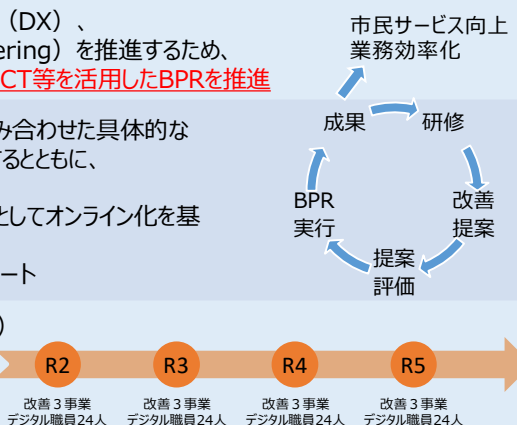 （DX）、
ering）を推進するため、
CT等を活用したBPRを推進
市民サービス向上
業務効率化
み合わせた具体的な
するとともに、
としてオンライン化を基
ート
成果
研修
改善
提案
提案
評価
BPR
実行
)
R2
R3
R4
R5
改善３事業
デジタル職員24人
改善３事業
デジタル職員24人
改善３事業
デジタル職員24人
改善３事業
デジタル職員24人